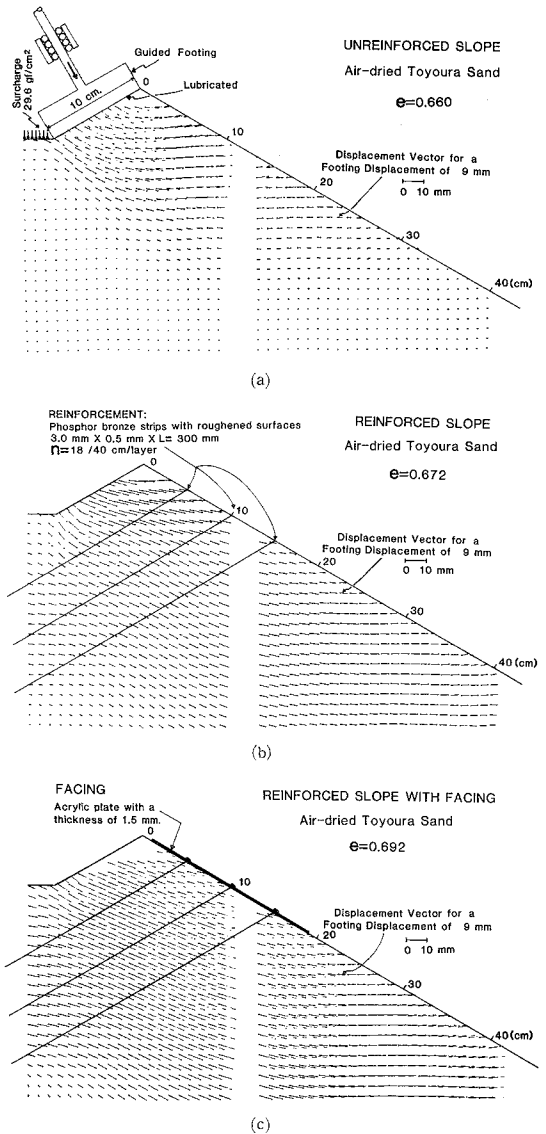 Guided Footing
Surcharge
29.6 gf/cm2
10 cm.
Lubricated
UNREINFORCED SLOPE
Air-dried Toyoura Sand
e=0.660
0
10
20
30
40 (cm)
Displacement Vector for a
Footing Displacement of 9 mm
0 10 mm
(a)
REINFORCEMENT:
Phosphor bronze strips with roughened surfaces
3.0 mm X 0.5 mm X L= 300 mm
n=18 /40 cm/layer
REINFORCED SLOPE
Air-dried Toyoura Sand
e=0.672
0
10
20
30
40 (cm)
Displacement Vector for a
Footing Displacement of 9 mm
0 10 mm
(b)
FACING
Acrylic plate with a
thickness of 1.5 mm.
REINFORCED SLOPE WITH FACING
Air-dried Toyoura Sand
e=0.692
0
10
20
30
40 (cm)
Displacement Vector for a
Footing Displacement of 9 mm
0 10 mm
(c)